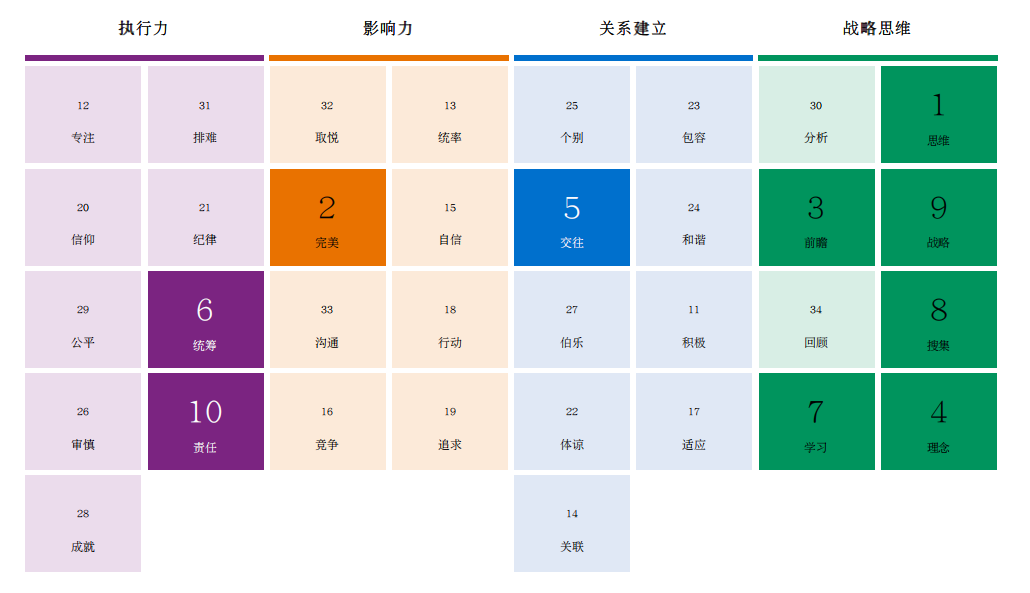 执行力
影响力
关系建立
战略思维
12
专注
31
排难
32
取悦
13
统率
25
个别
23
包容
30
分析
1
思维
20
信仰
21
纪律
2
完美
15
自信
5
交往
24
和谐
3
前瞻
9
战略
29
公平
6
统筹
33
沟通
18
行动
27
伯乐
11
积极
34
回顾
8
搜集
26
审慎
10
责任
16
竞争
19
追求
22
体谅
17
适应
7
学习
4
理念
28
成就
14
关联